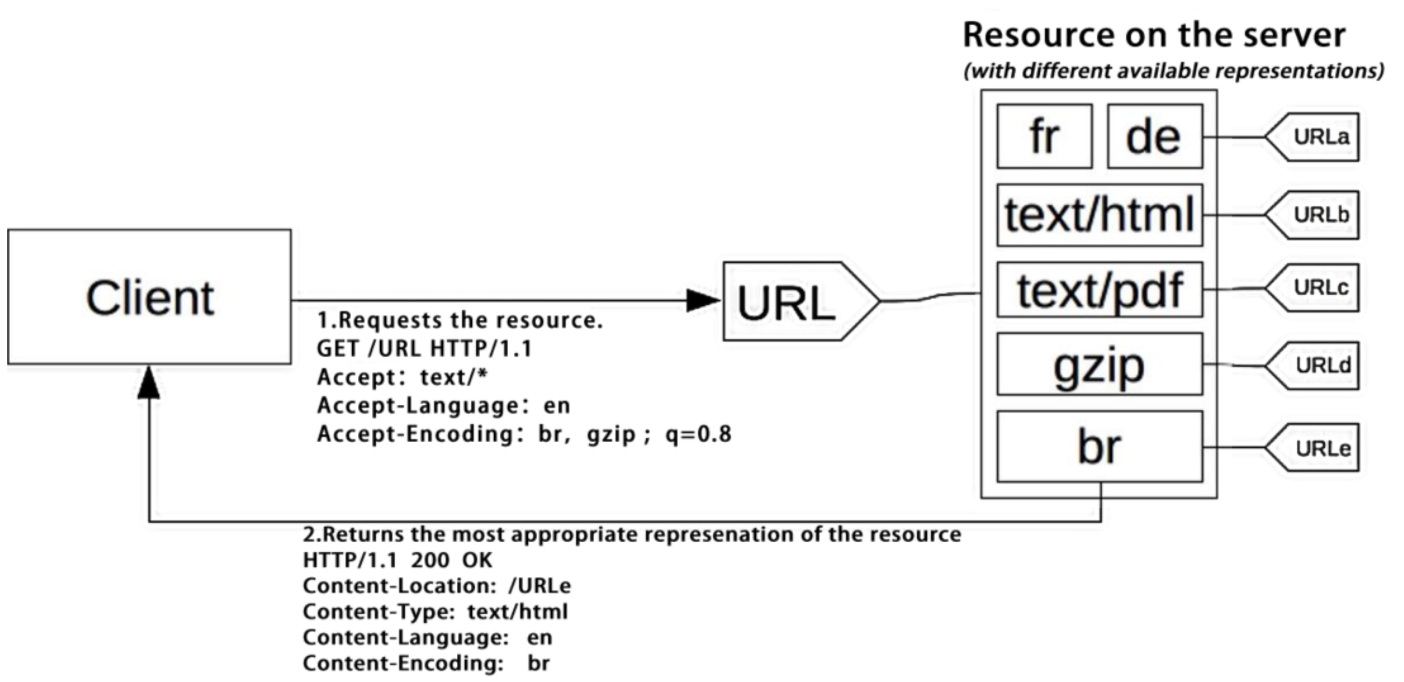 Resource on the server
(with different available representations)
fr de URLa
text/html URLb
text/pdf URLc
gzip URLd
br URLe
Client
URL
1.Requests the resource.
GET /URL HTTP/1.1
Accept: text/*
Accept-Language: en
Accept-Encoding: br, gzip ; q=0.8
2.Returns the most appropriate represenation of the resource
HTTP/1.1 200 OK
Content-Location: /URLe
Content-Type: text/html
Content-Language: en
Content-Encoding: br